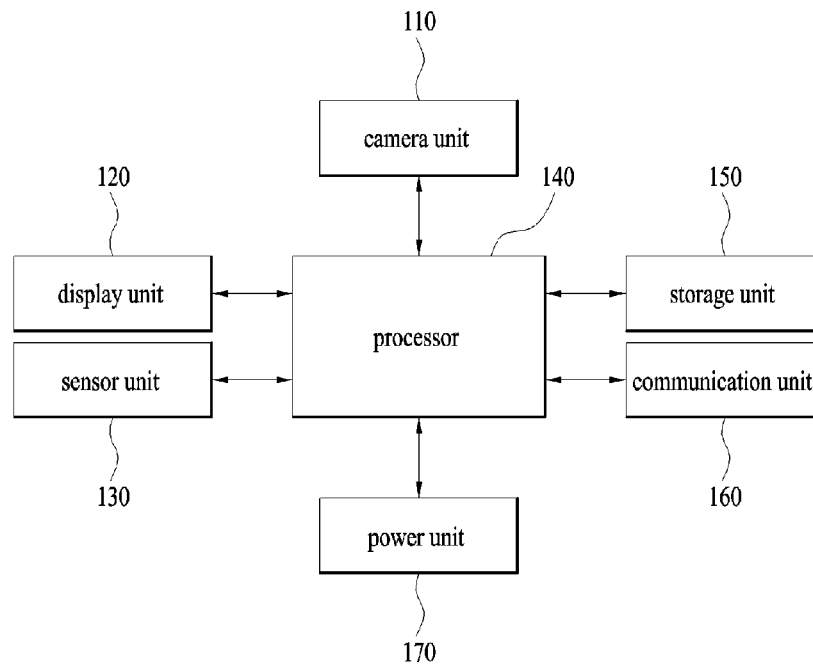 110
camera unit
120
140
150
display unit
processor
storage unit
sensor unit
communication unit
130
160
power unit
170